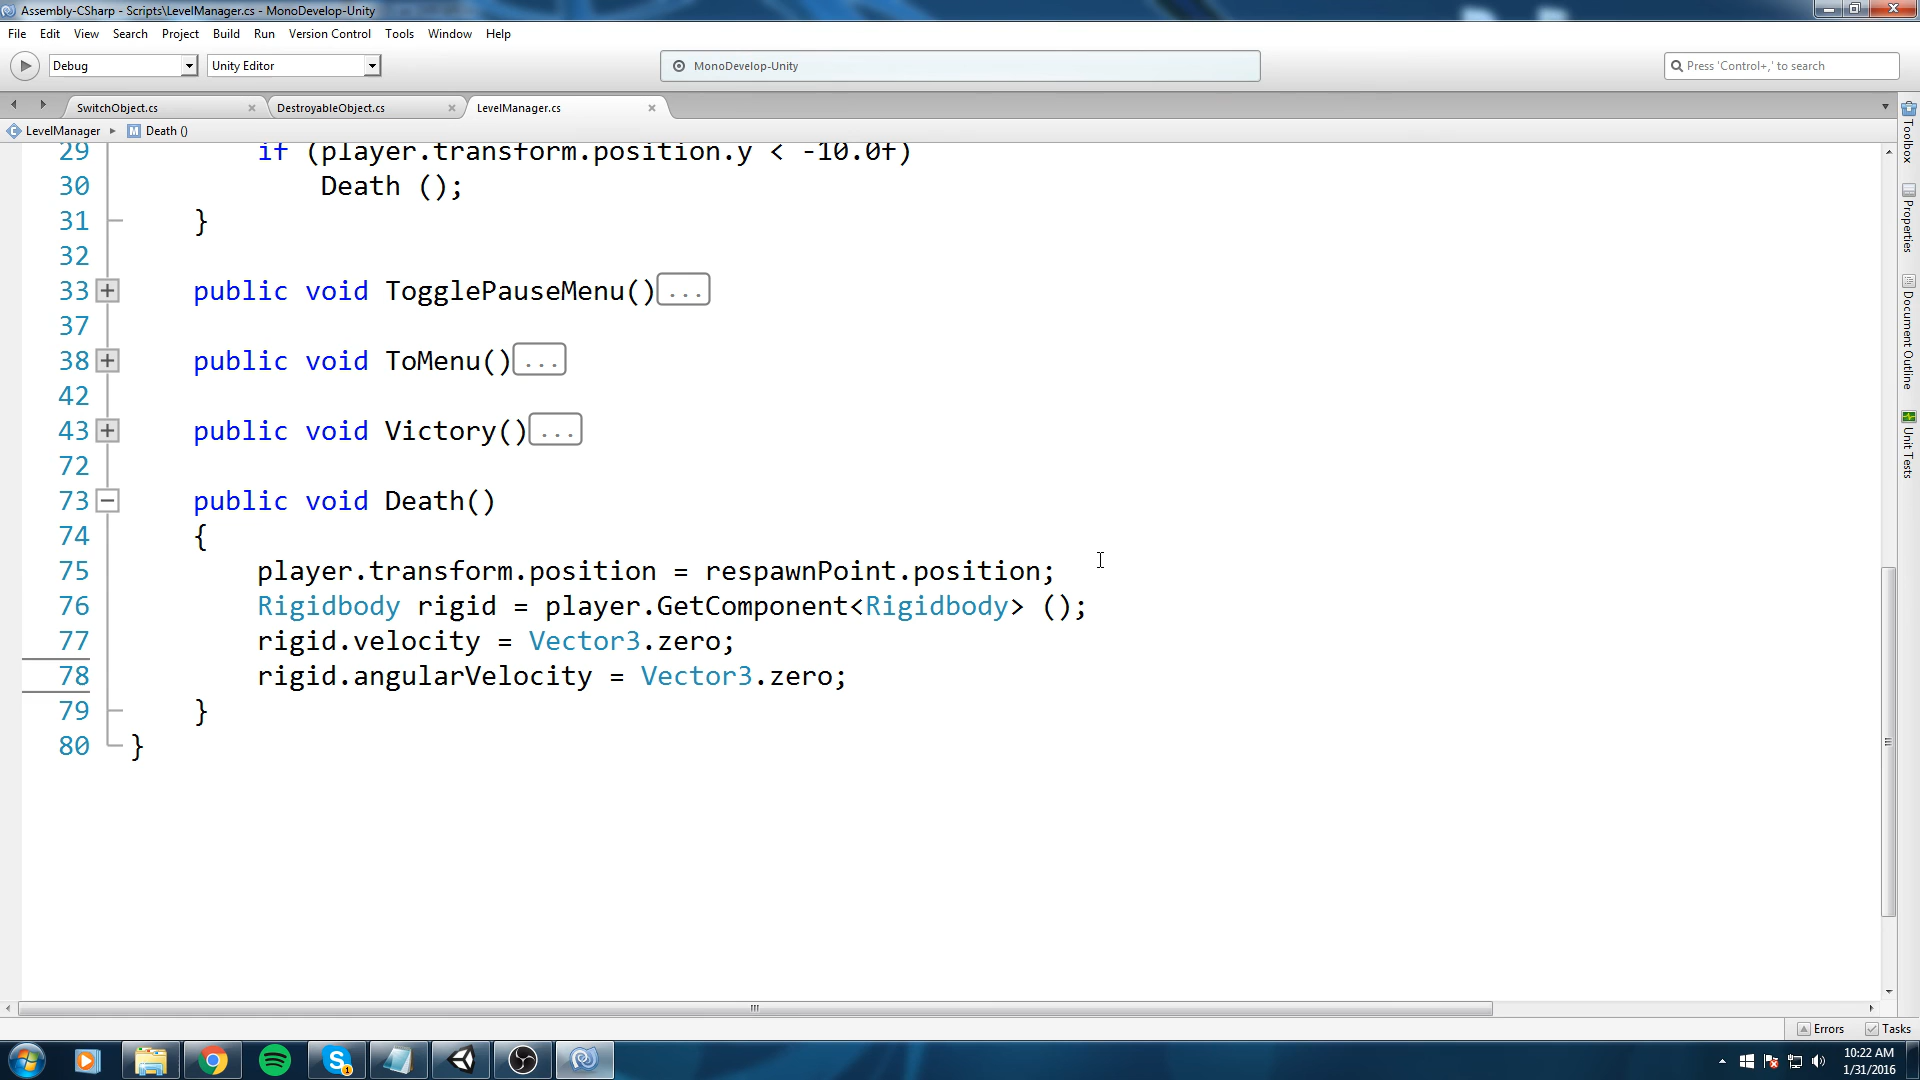 Assembly-CSharp - Scripts\LevelManager.cs - MonoDevelop-Unity
File Edit View Search Project Build Run Version Control Tools Window Help
Debug Unity Editor MonoDevelop-Unity Press 'Control+,' to search
SwitchObject.cs DestroyableObject.cs LevelManager.cs
LevelManager Death ()
29 if (player.transform.position.y < -10.0f)
30 Death ();
31 }
32
33 public void TogglePauseMenu()...
37
38 public void ToMenu()...
42
43 public void Victory()...
72
73 public void Death()
74 {
75 player.transform.position = respawnPoint.position;
76 Rigidbody rigid = player.GetComponent<Rigidbody> ();
77 rigid.velocity = Vector3.zero;
78 rigid.angularVelocity = Vector3.zero;
79 }
80 }
Toolbox
Properties
Document Outline
Unit Tests
Errors Tasks
10:22 AM
1/31/2016